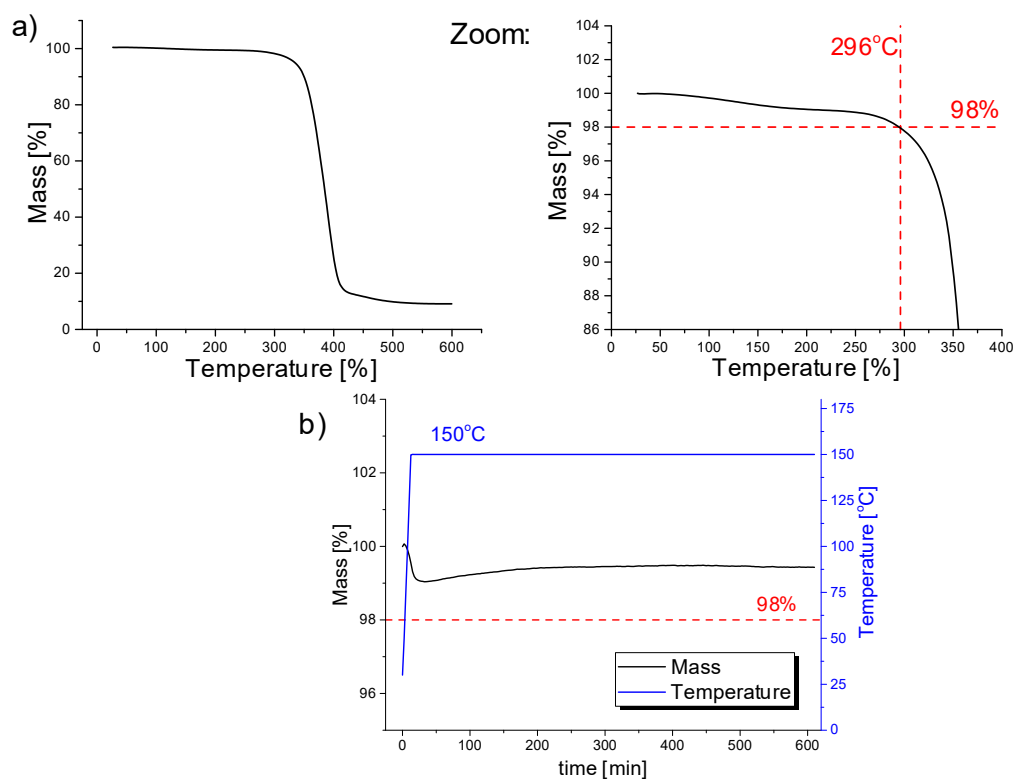 a)
Mass [%]
100
80
60
40
20
0
0 100 200 300 400 500 600
Temperature [%]
Zoom:
296°C
98%
Mass [%]
104
102
100
98
96
94
92
90
88
86
0 50 100 150 200 250 300 350 400
Temperature [%]
b)
150°C
Mass [%]
104
102
100
98
96
98%
Mass
Temperature
0 100 200 300 400 500 600
time [min]
175
150
125
100
75
50
25
0
Temperature [°C]